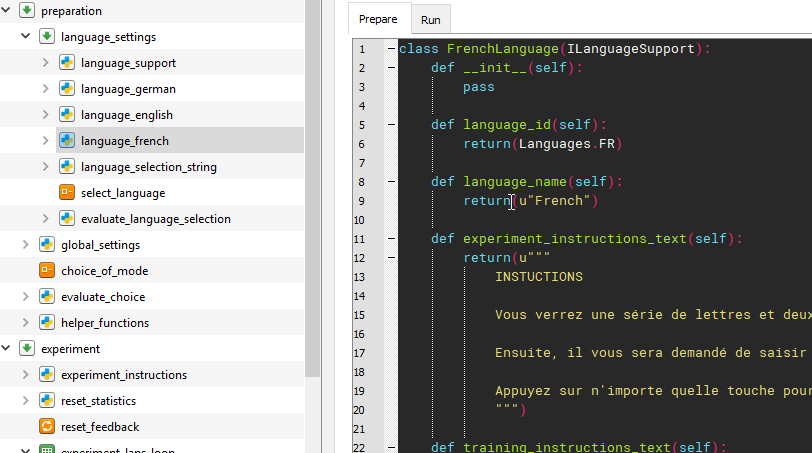 preparation
language_settings
language_support
language_german
language_english
language_french
language_selection_string
select_language
evaluate_language_selection
global_settings
choice_of_mode
evaluate_choice
helper_functions
experiment
experiment_instructions
reset_statistics
reset_feedback
experiment_laps_loop
Prepare Run
1 class FrenchLanguage(ILanguageSupport):
2 def __init__(self):
3 pass
4
5 def language_id(self):
6 return(Languages.FR)
7
8 def language_name(self):
9 return(u"French")
10
11 def experiment_instructions_text(self):
12 return(u"""
13 INSTUCTIONS
14
15 Vous verrez une série de lettres et deux
16
17 Ensuite, il vous sera demandé de saisir
18
19 Appuyez sur n'importe quelle touche pour
20 """)
21
22 def training_instructions_text(self):